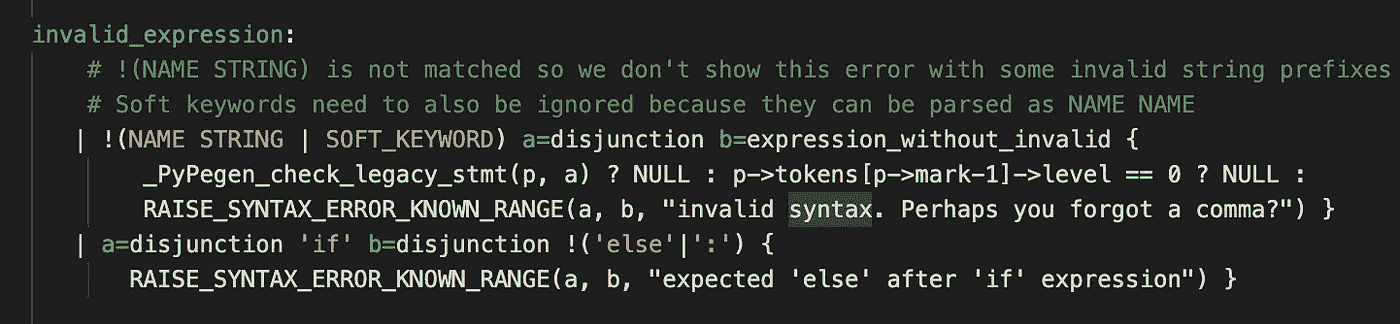 invalid_expression:
# !(NAME STRING) is not matched so we don't show this error with some invalid string prefixes
# Soft keywords need to also be ignored because they can be parsed as NAME NAME
| !(NAME STRING | SOFT_KEYWORD) a=disjunction b=expression_without_invalid {
_PyPegen_check_legacy_stmt(p, a) ? NULL : p->tokens[p->mark-1]->level == 0 ? NULL :
RAISE_SYNTAX_ERROR_KNOWN_RANGE(a, b, "invalid syntax. Perhaps you forgot a comma?") }
| a=disjunction 'if' b=disjunction !('else'|':') {
RAISE_SYNTAX_ERROR_KNOWN_RANGE(a, b, "expected 'else' after 'if' expression") }